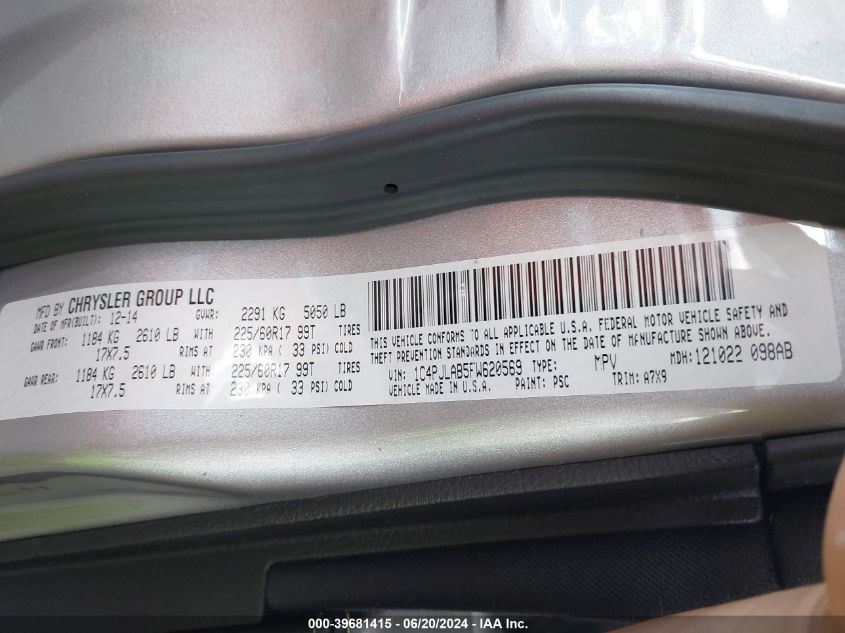 MFD BY CHRYSLER GROUP LLC
DATE OF MFR(BUILT): 12-14 GVWR: 2291 KG 5050 LB
GAWR FRONT: 1184 KG 2610 LB WITH 225/60R17 99T TIRES
17X7.5 RIMS AT 230 KPA ( 33 PSI) COLD
GAWR REAR: 1184 KG 2610 LB WITH 225/60R17 99T TIRES
17X7.5 RIMS AT 230 KPA ( 33 PSI) COLD
THIS VEHICLE CONFORMS TO ALL APPLICABLE U.S.A. FEDERAL MOTOR VEHICLE SAFETY AND
THEFT PREVENTION STANDARDS IN EFFECT ON THE DATE OF MANUFACTURE SHOWN ABOVE.
VIN: 1C4PJLAB5FW620569 TYPE: MPV MDH: 121022 098AB
VEHICLE MADE IN U.S.A. PAINT: PSC TRIM: A7X9
000-39681415 - 06/20/2024 - IAA Inc.